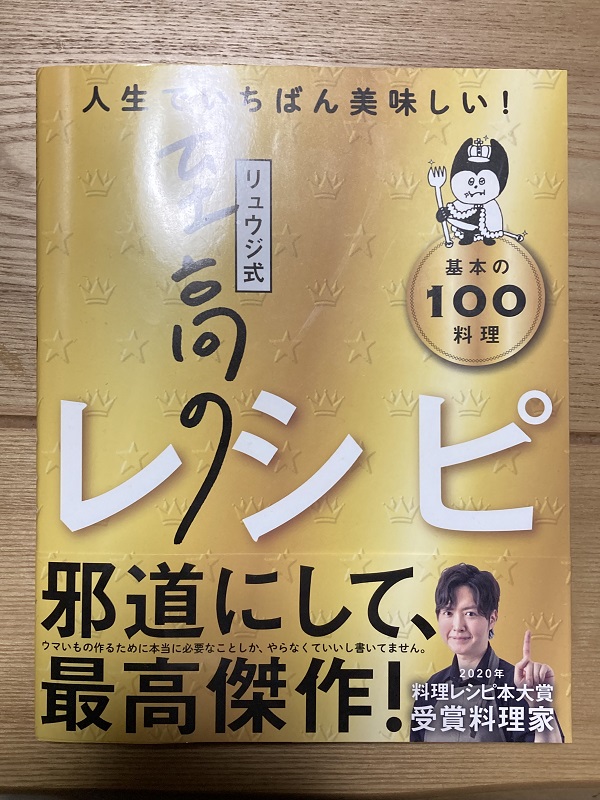 人生でいちばん美味しい!
リュウジ式
至高の
レシピ
基本の
100
料理
邪道にして、
ウマいもの作るために本当に必要なことしか、やらなくていいし書いてません。
最高傑作!
2020年
料理レシピ本大賞
受賞料理家